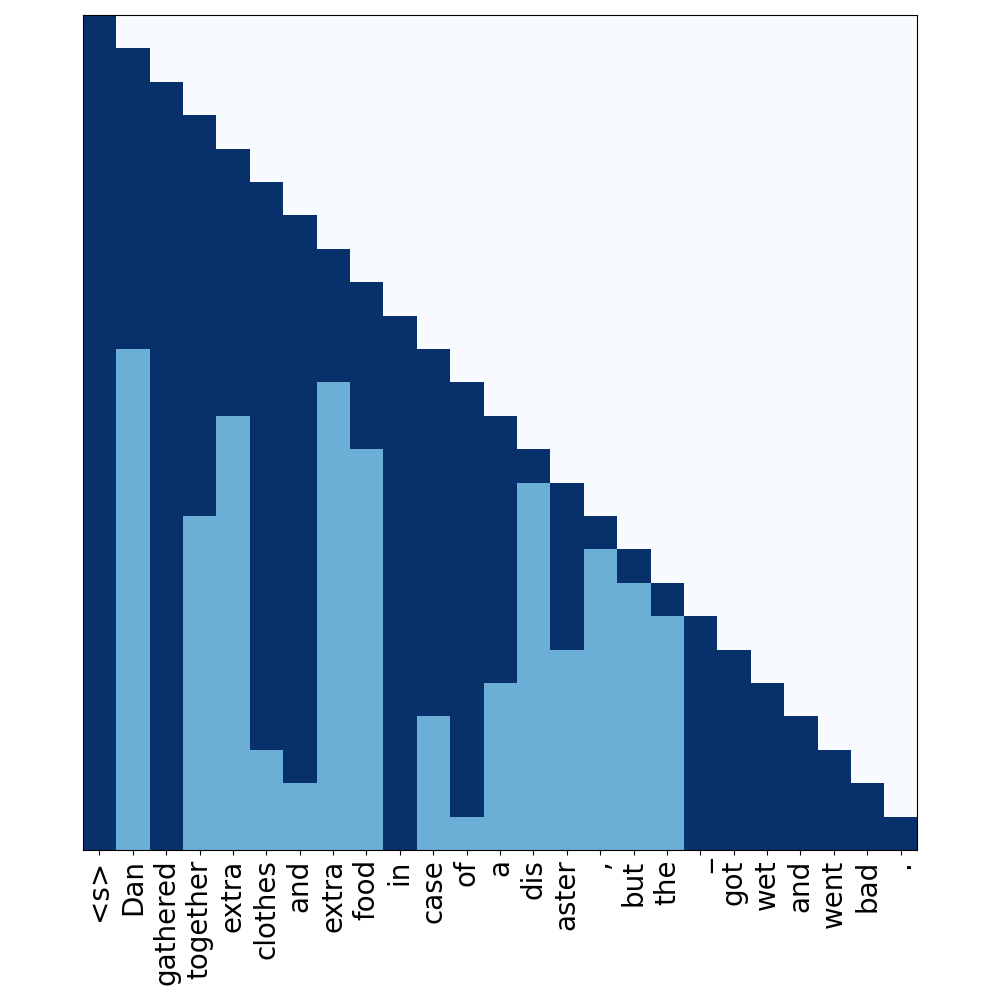 <s> Dan gathered together extra clothes and extra food in case of a dis aster , but the _ got wet and went bad .